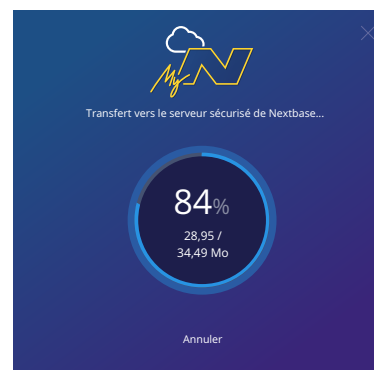 My N
Transfert vers le serveur sécurisé de Nextbase...
84%
28,95 /
34,49 Mo
Annuler